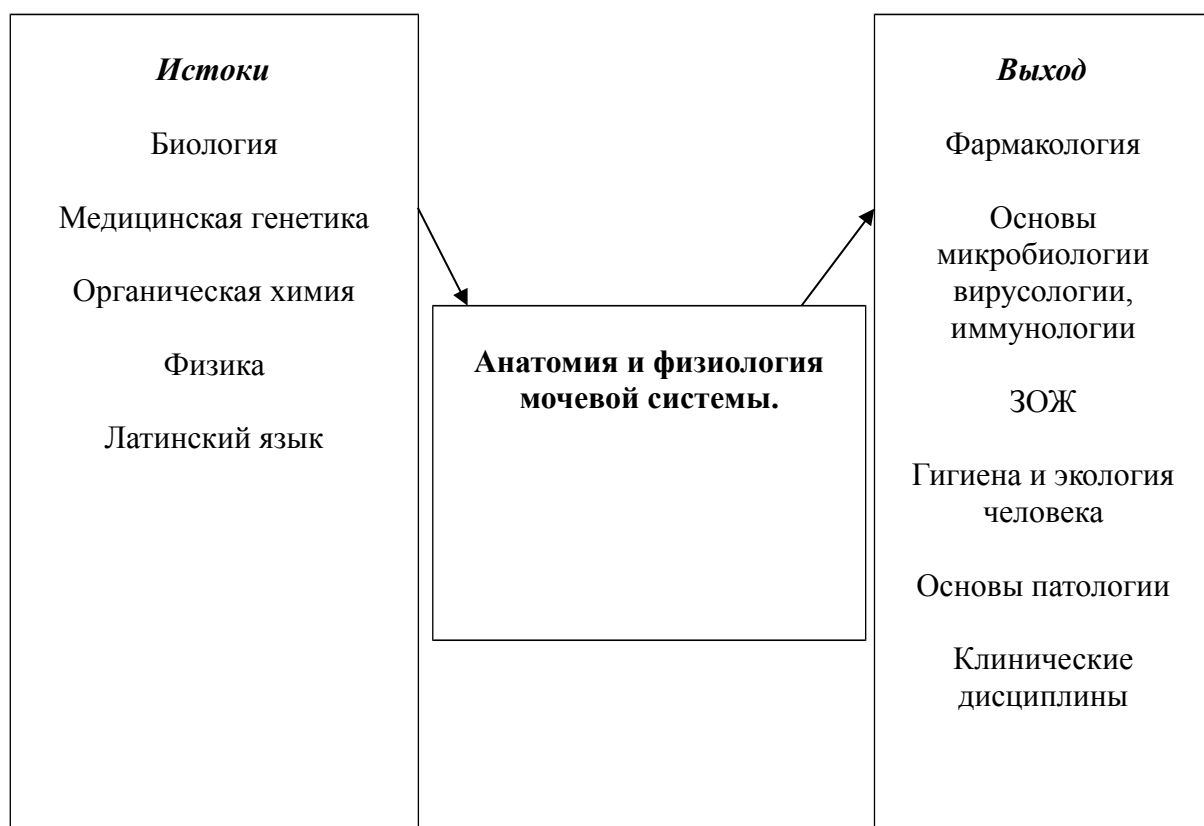 Истоки
Биология
Медицинская генетика
Органическая химия
Физика
Латинский язык
Анатомия и физиология
мочевой системы.
Выход
Фармакология
Основы
микробиологии
вирусологии,
иммунологии
ЗОЖ
Гигиена и экология
человека
Основы патологии
Клинические
дисциплины